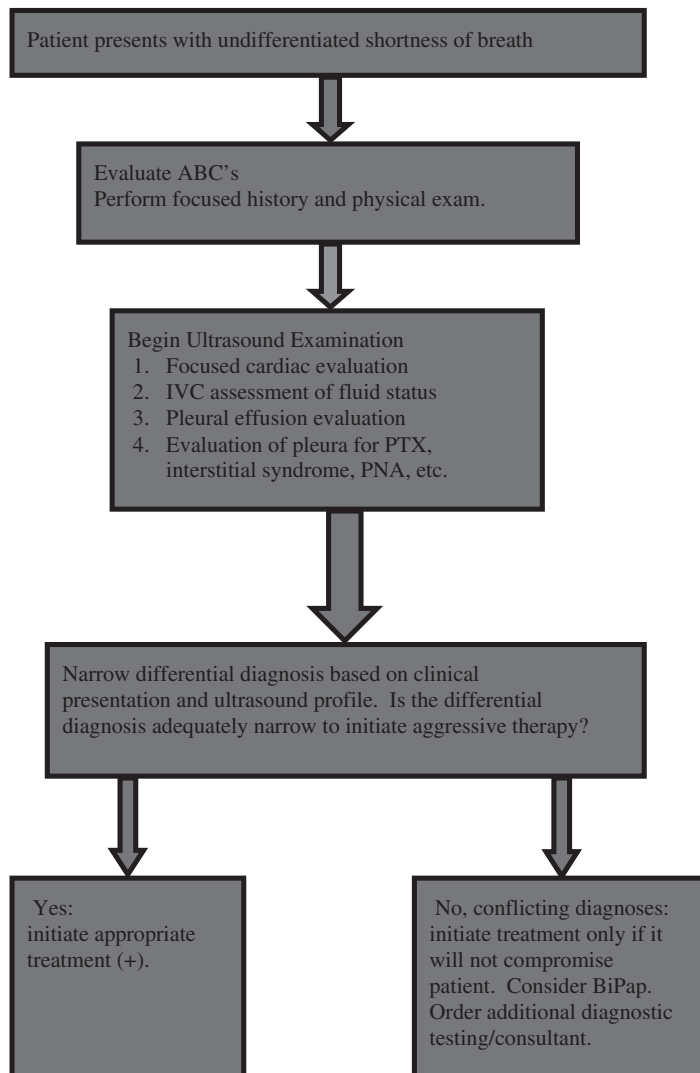 Patient presents with undifferentiated shortness of breath
Evaluate ABC's
Perform focused history and physical exam.
Begin Ultrasound Examination
1. Focused cardiac evaluation
2. IVC assessment of fluid status
3. Pleural effusion evaluation
4. Evaluation of pleura for PTX,
interstitial syndrome, PNA, etc.
Narrow differential diagnosis based on clinical
presentation and ultrasound profile. Is the differential
diagnosis adequately narrow to initiate aggressive therapy?
Yes:
initiate appropriate
treatment (+).
No, conflicting diagnoses:
initiate treatment only if it
will not compromise
patient. Consider BiPap.
Order additional diagnostic
testing/consultant.